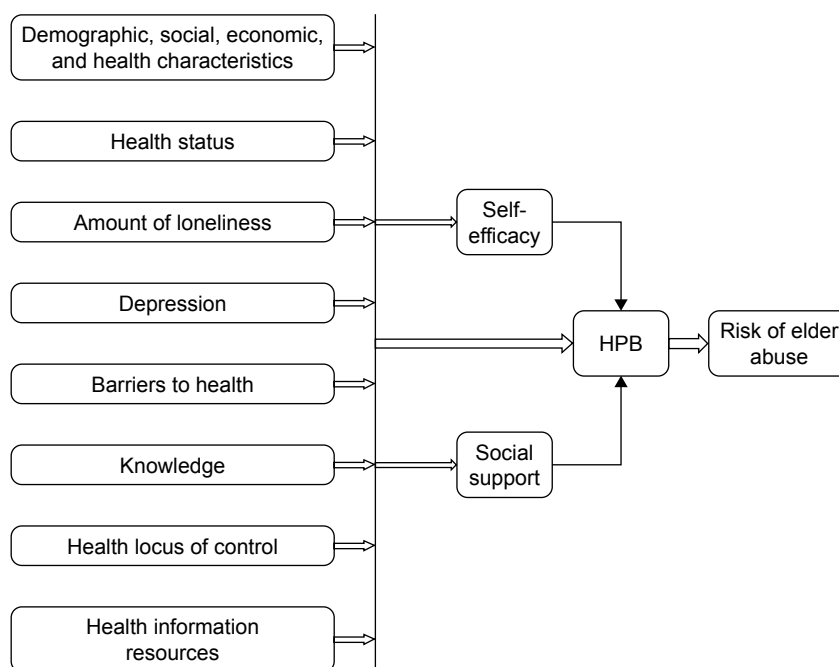 Demographic, social, economic,
and health characteristics
Health status
Amount of loneliness
Depression
Barriers to health
Knowledge
Health locus of control
Health information
resources
Self-
efficacy
Social
support
HPB
Risk of elder
abuse